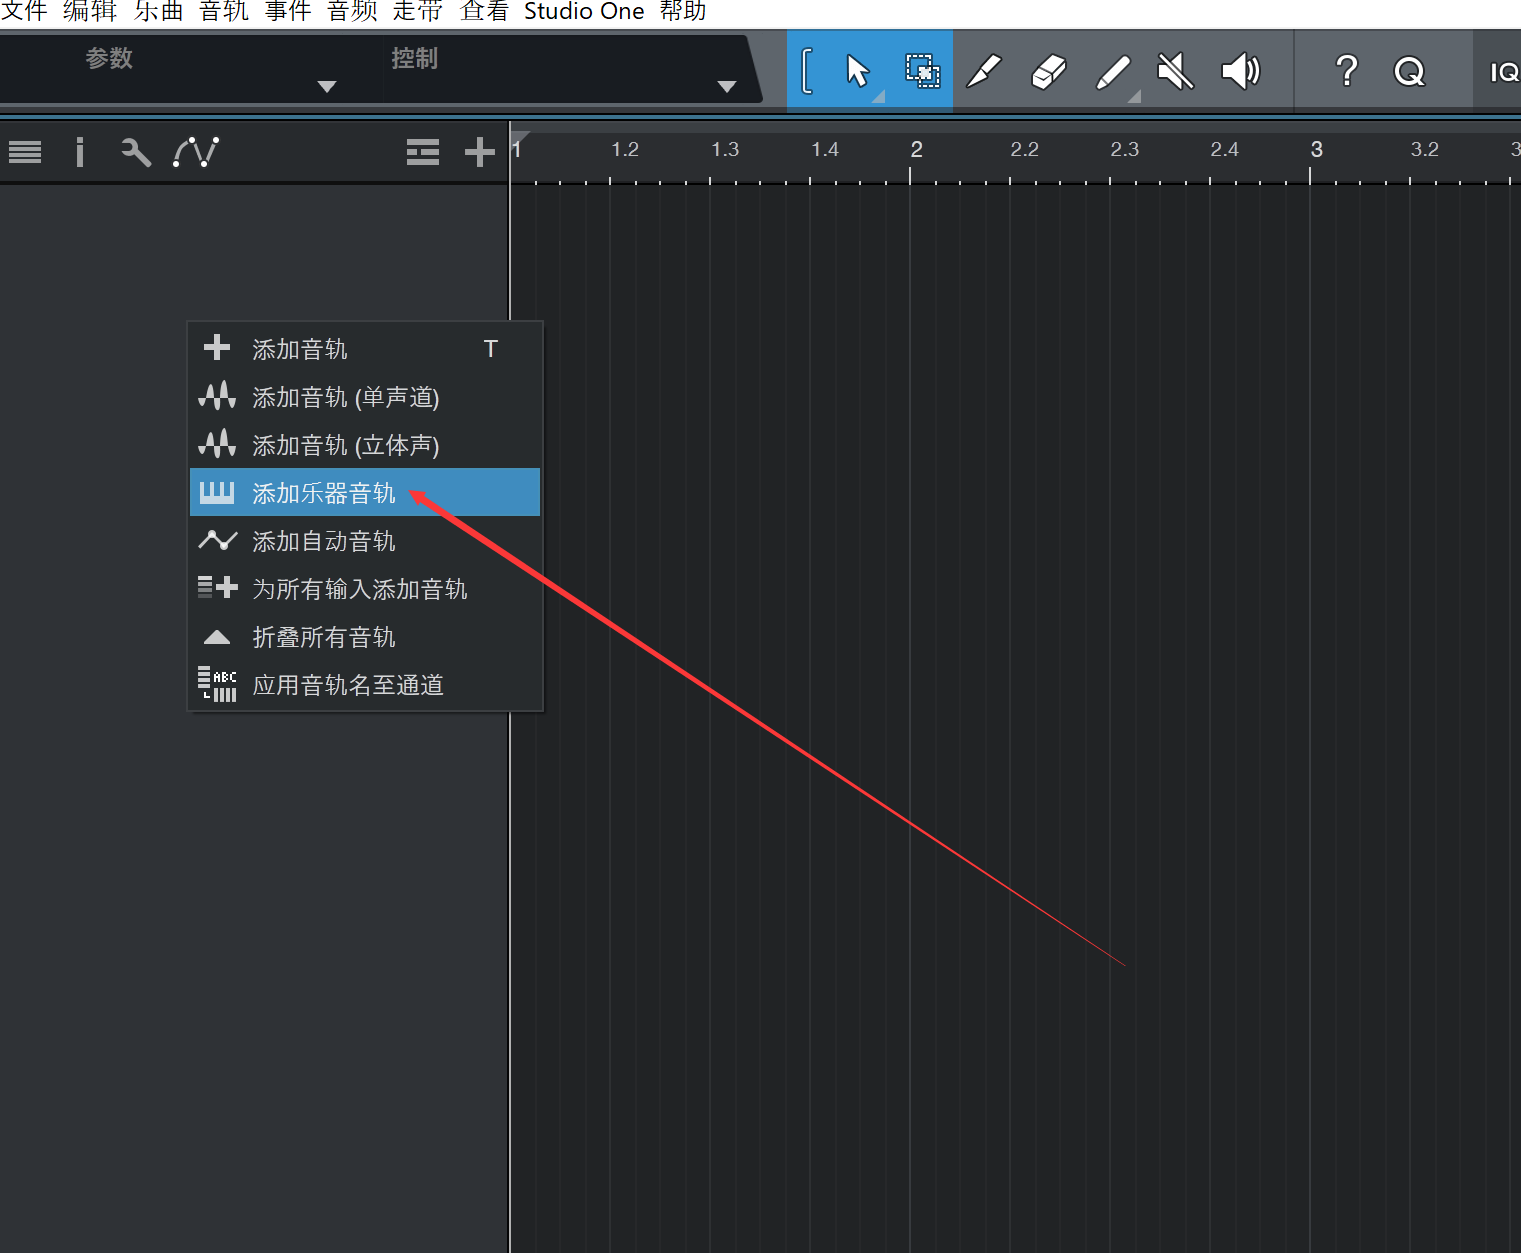 文件 编辑 乐曲 音轨 事件 音频 走带 查看 Studio One 帮助
参数 控制
? Q IQ
1 1.2 1.3 1.4 2 2.2 2.3 2.4 3 3.2
添加音轨 T
添加音轨 (单声道)
添加音轨 (立体声)
添加乐器音轨
添加自动音轨
为所有输入添加音轨
折叠所有音轨
ABC
应用音轨名至通道